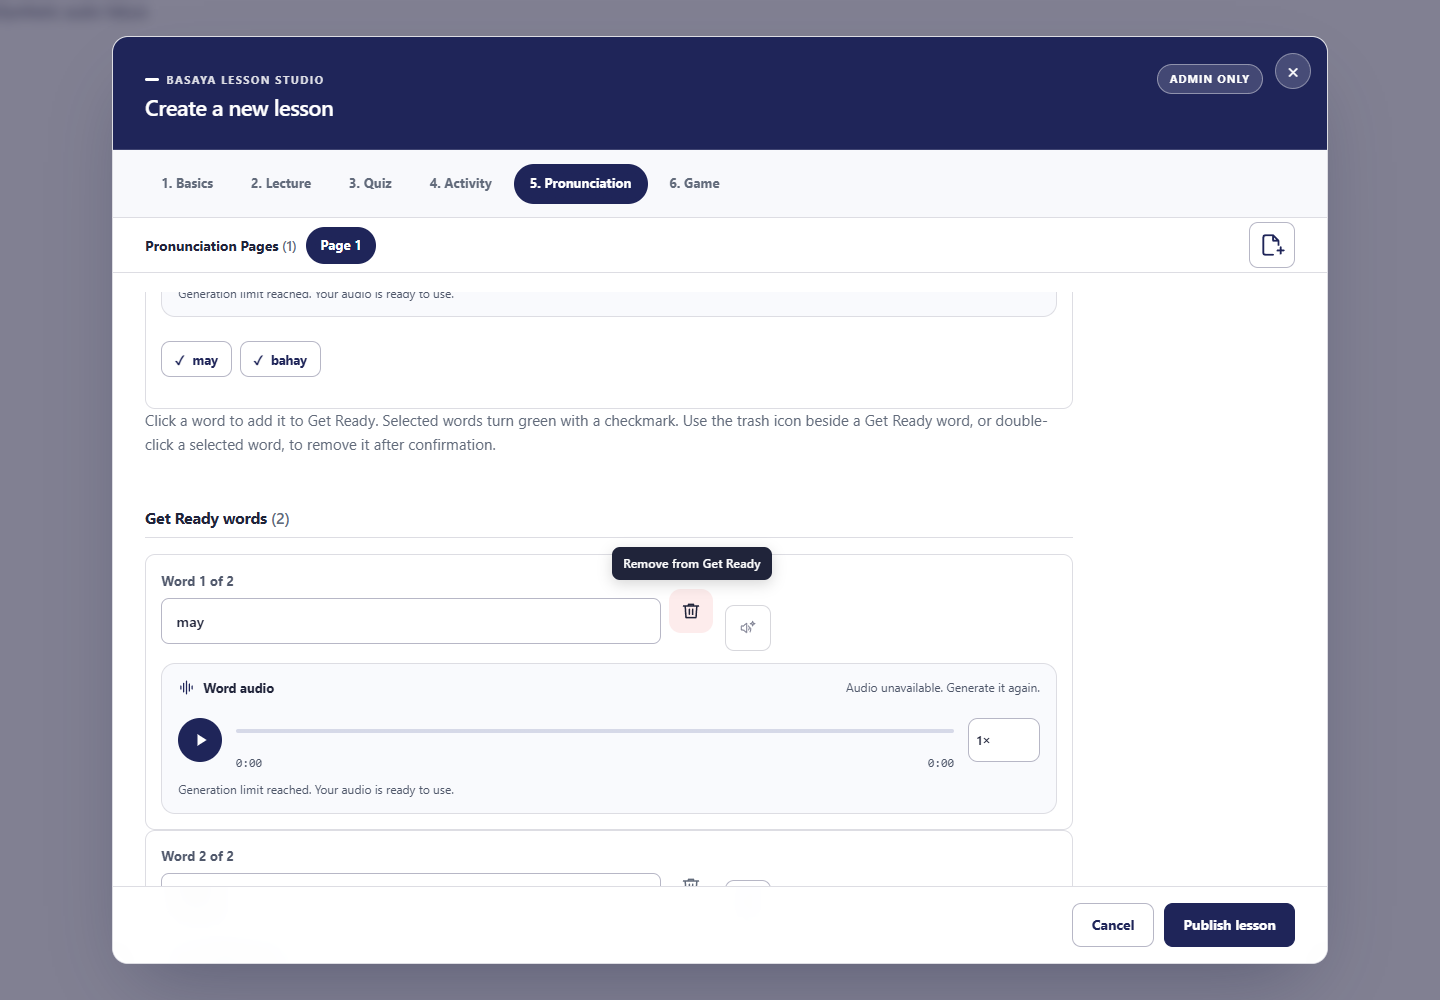 BASAYA LESSON STUDIO
ADMIN ONLY
Create a new lesson
1. Basics 2. Lecture 3. Quiz 4. Activity 5. Pronunciation 6. Game
Pronunciation Pages (1) Page 1
Generation limit reached. Your audio is ready to use.
✓ may ✓ bahay
Click a word to add it to Get Ready. Selected words turn green with a checkmark. Use the trash icon beside a Get Ready word, or double-
click a selected word, to remove it after confirmation.
Get Ready words (2)
Remove from Get Ready
Word 1 of 2
may
Word audio Audio unavailable. Generate it again.
1×
0:00 0:00
Generation limit reached. Your audio is ready to use.
Word 2 of 2
Cancel Publish lesson